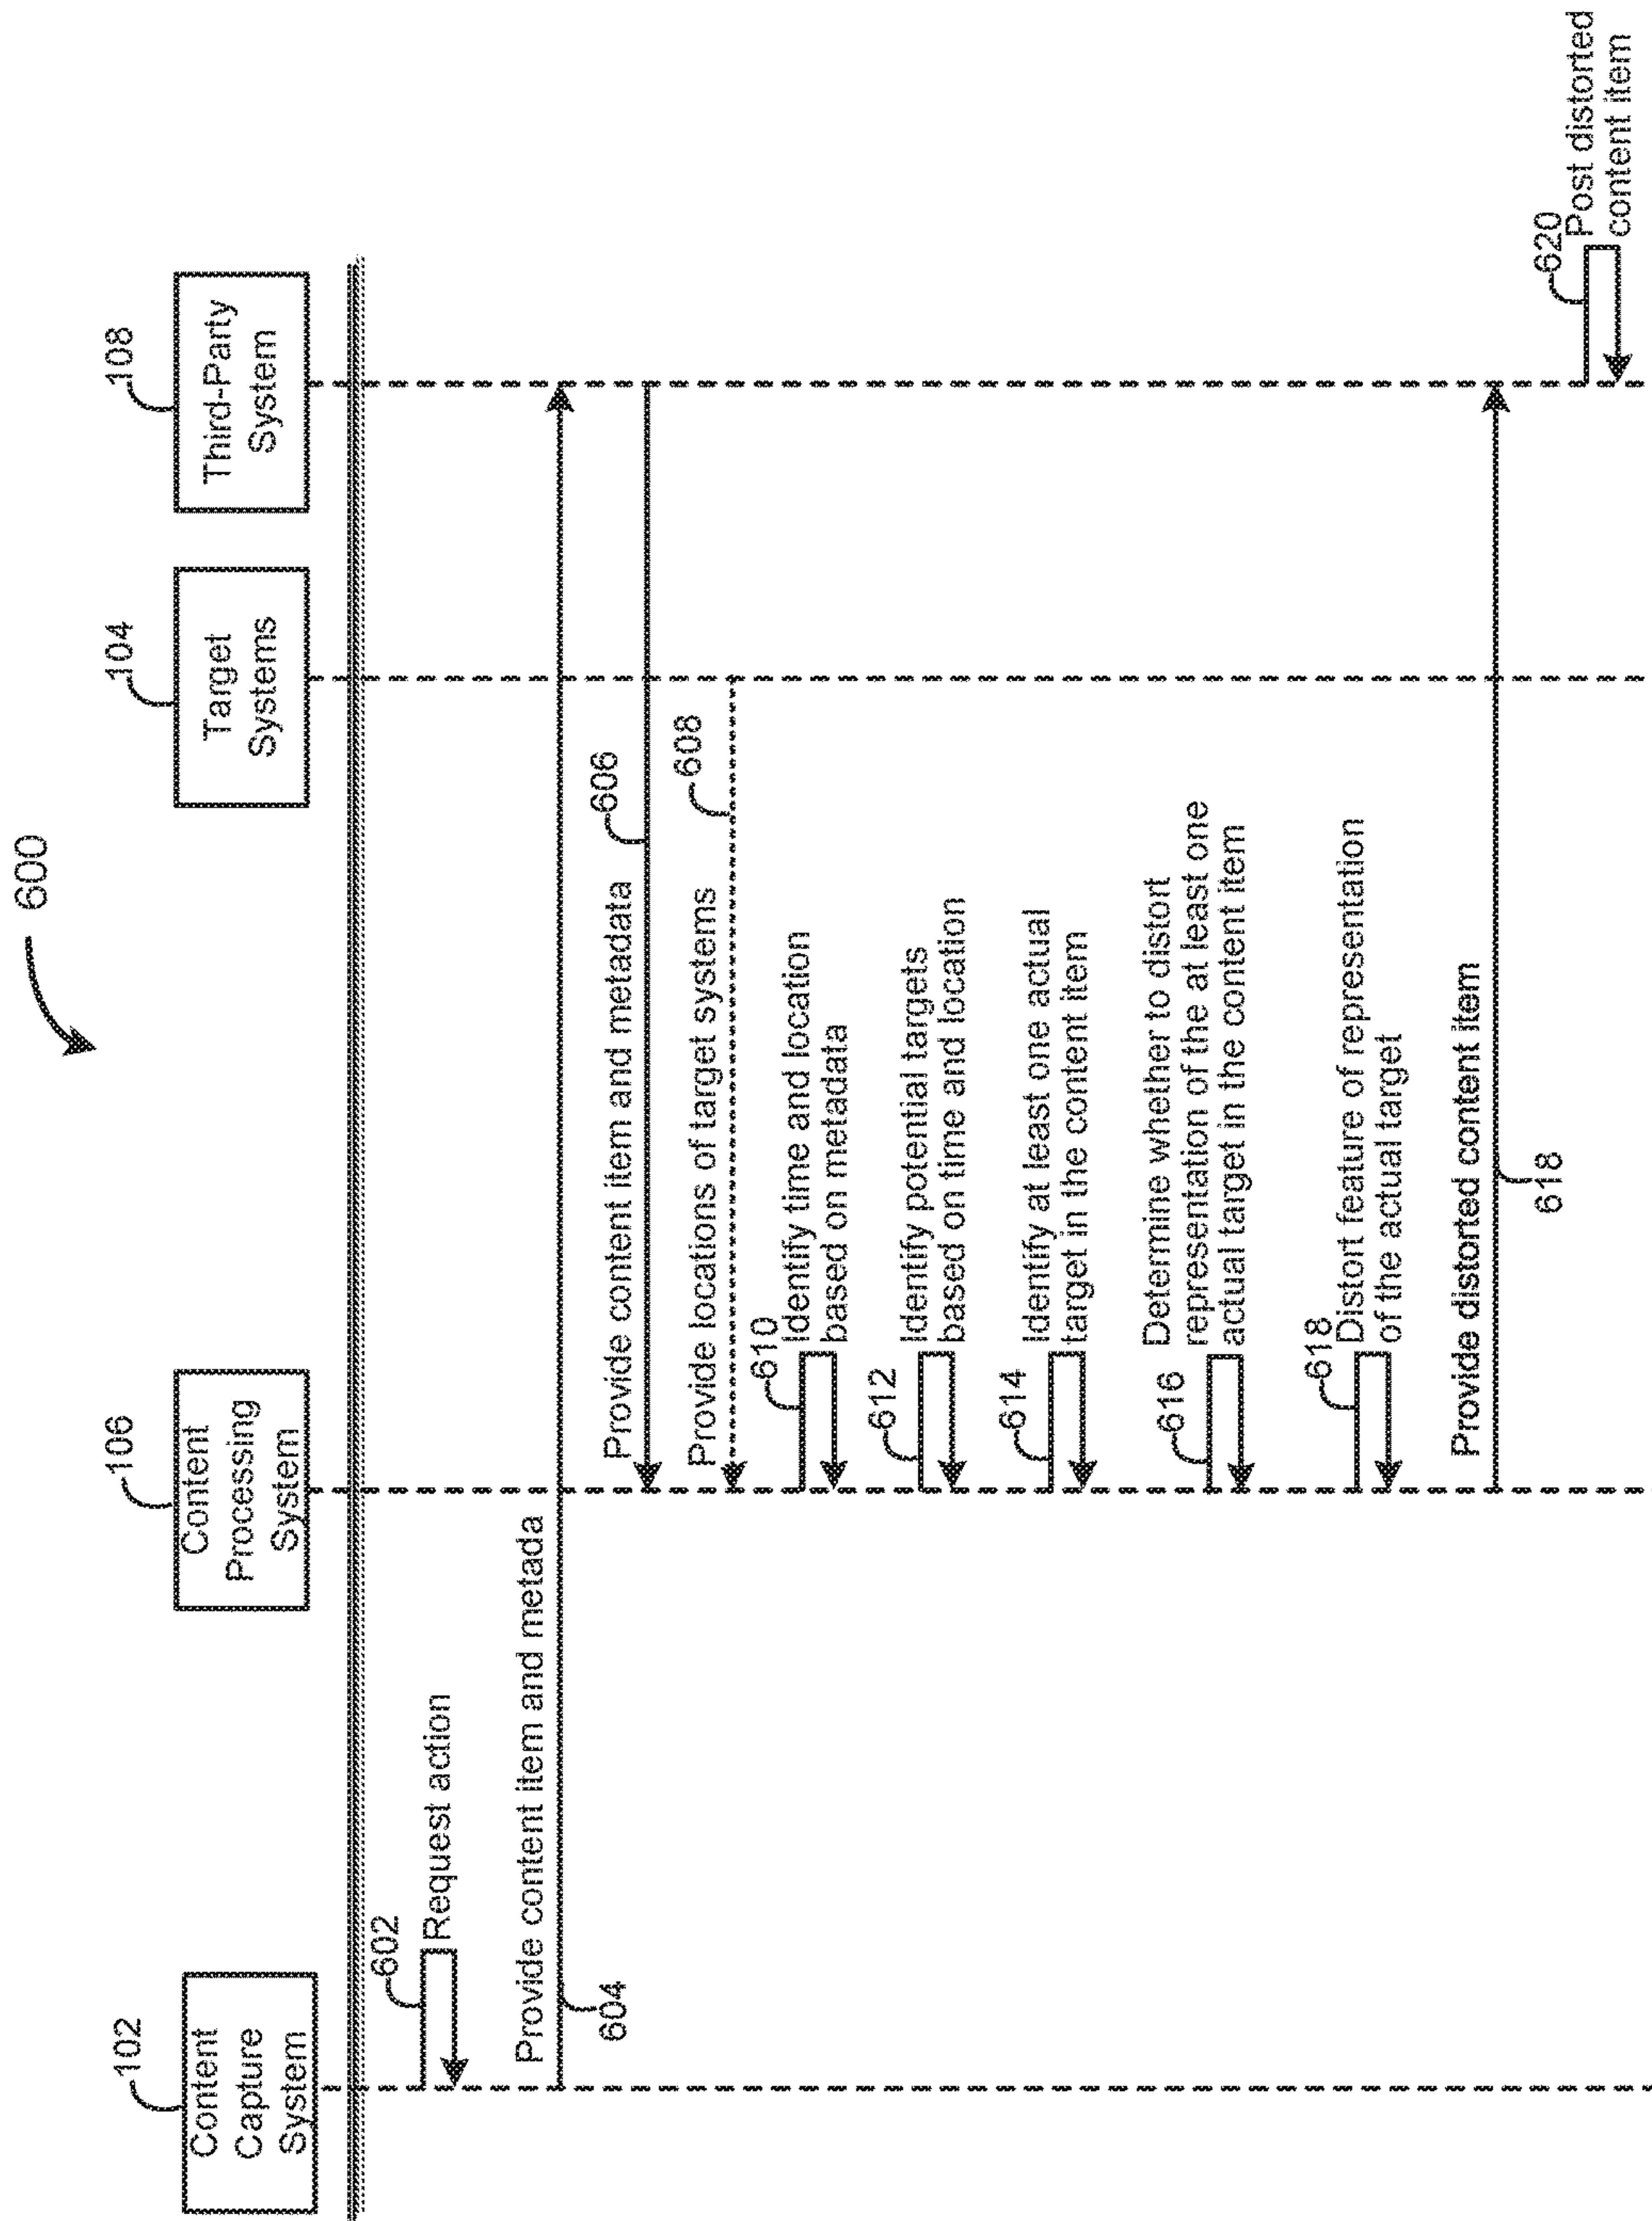 600
102
106
104
108
Content
Capture
System
Content
Processing
System
Target
Systems
Third-Party
System
602
Request action
Provide content item and metada
604
Provide content item and metadata
606
Provide locations of target systems
608
610
Identify time and location
based on metadata
612
Identify potential targets
based on time and location
614
Identify at least one actual
target in the content item
616
Determine whether to distort
representation of the at least one
actual target in the content item
618
Distort feature of representation
of the actual target
Provide distorted content item
618
620
Post distorted
content item